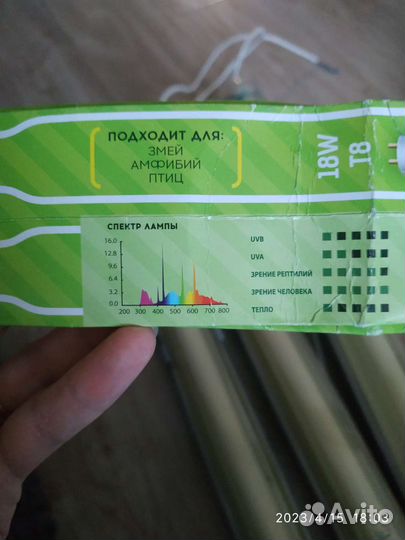 ПОДХОДИТ ДЛЯ:
ЗМЕЙ
АМФИБИЙ
ПТИЦ
18W
T8
СПЕКТР ЛАМПЫ
16.0
12.8
9.6
6.4
3.2
0.0
200 300 400 500 600 700 800
UVB
UVA
ЗРЕНИЕ РЕПТИЛИЙ
ЗРЕНИЕ ЧЕЛОВЕКА
ТЕПЛО
2023/4/15 18:03
Avito